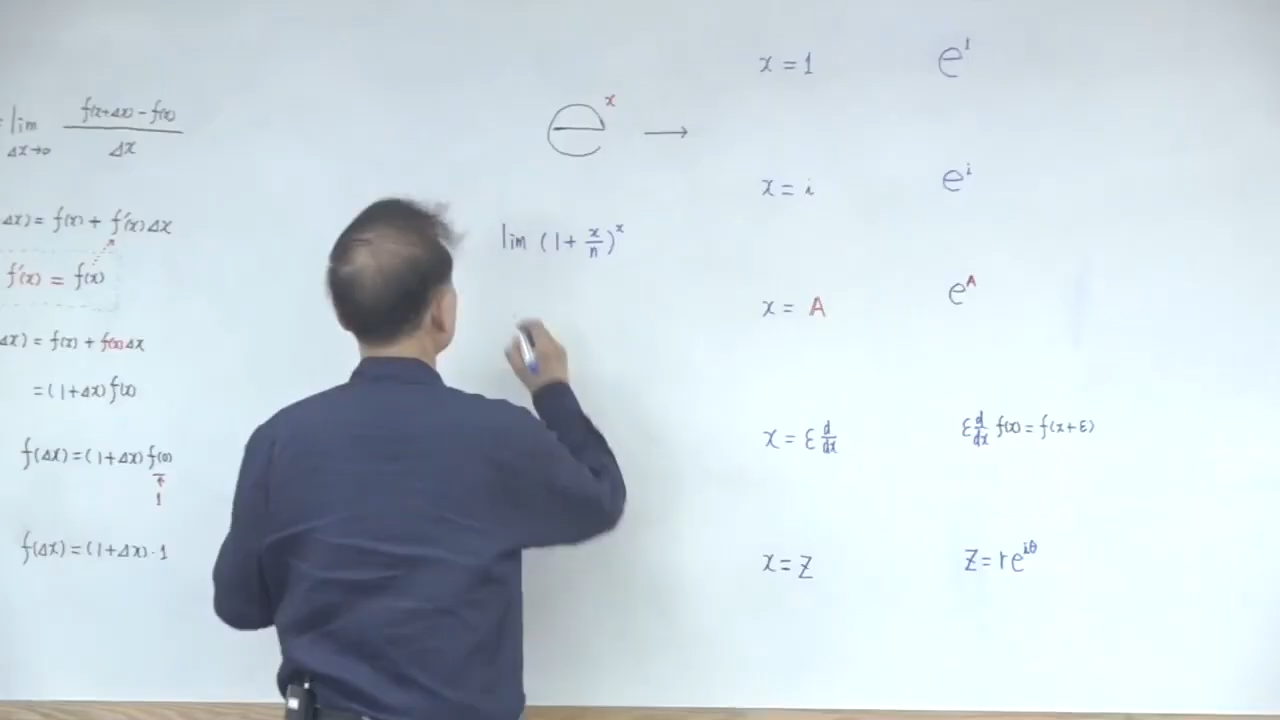 = lim Δx→0 f(x+Δx) - f(x) / Δx
Δx) = f(x) + f'(x) Δx
f'(x) = f(x)
Δx) = f(x) + f(x) Δx
= (1+Δx) f(x)
f(Δx) = (1+Δx) f(0)
1
f(Δx) = (1+Δx) · 1
e^x →
lim (1 + x/n)^x
x = 1 e^1
x = i e^i
x = A e^A
x = ε d/dx ε d/dx f(x) = f(x+ε)
x = z z = re^iθ